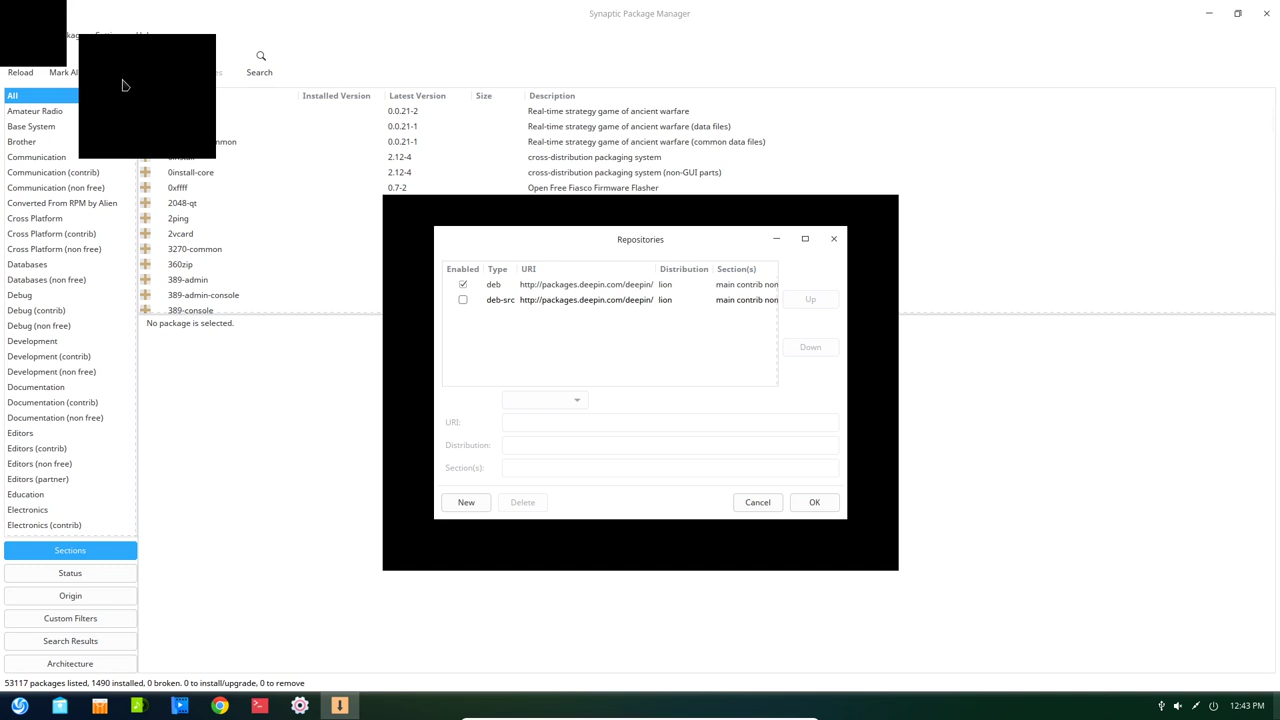 Synaptic Package Manager
Reload
Mark Al
Search
All
Amateur Radio
Base System
Brother
Communication
Communication (contrib)
Communication (non free)
Converted From RPM by Alien
Cross Platform
Cross Platform (contrib)
Cross Platform (non free)
Databases
Databases (non free)
Debug
Debug (contrib)
Debug (non free)
Development
Development (contrib)
Development (non free)
Documentation
Documentation (contrib)
Documentation (non free)
Editors
Editors (contrib)
Editors (non free)
Editors (partner)
Education
Electronics
Electronics (contrib)
Sections
Status
Origin
Custom Filters
Search Results
Architecture
Installed Version Latest Version Size Description
0.0.21-2 Real-time strategy game of ancient warfare
0.0.21-1 Real-time strategy game of ancient warfare (data files)
mmon 0.0.21-1 Real-time strategy game of ancient warfare (common data files)
0install 2.12-4 cross-distribution packaging system
0install-core 2.12-4 cross-distribution packaging system (non-GUI parts)
0xffff 0.7-2 Open Free Fiasco Firmware Flasher
2048-qt
2ping
2vcard
3270-common
360zip
389-admin
389-admin-console
389-console
No package is selected.
Repositories
Enabled Type URI Distribution Section(s)
deb http://packages.deepin.com/deepin/ lion main contrib non
deb-src http://packages.deepin.com/deepin/ lion main contrib non
Up
Down
URI:
Distribution:
Section(s):
New Delete Cancel OK
53117 packages listed, 1490 installed, 0 broken. 0 to install/upgrade, 0 to remove
12:43 PM